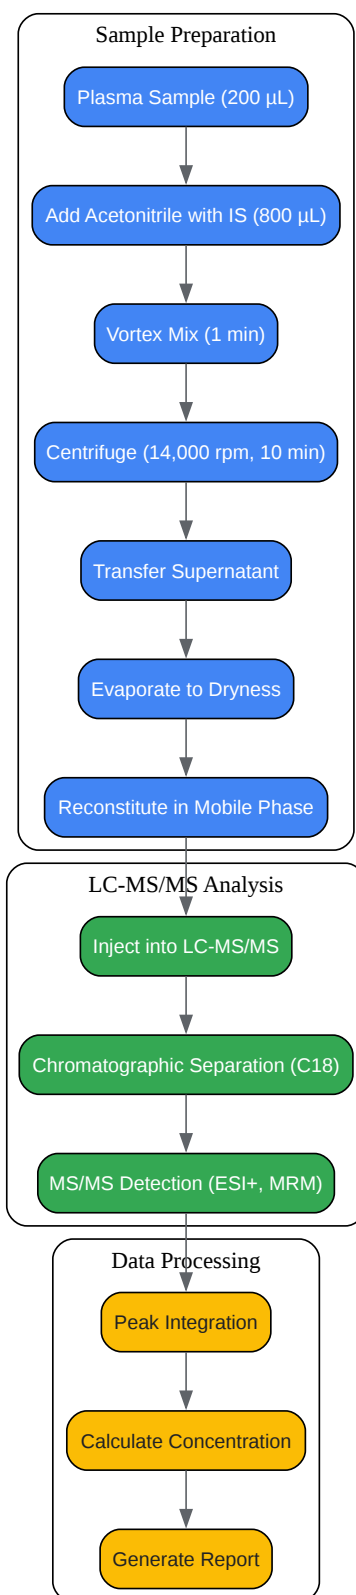 Sample Preparation
Plasma Sample (200 µL)
Add Acetonitrile with IS (800 µL)
Vortex Mix (1 min)
Centrifuge (14,000 rpm, 10 min)
Transfer Supernatant
Evaporate to Dryness
Reconstitute in Mobile Phase
LC-MS/MS Analysis
Inject into LC-MS/MS
Chromatographic Separation (C18)
MS/MS Detection (ESI+, MRM)
Data Processing
Peak Integration
Calculate Concentration
Generate Report